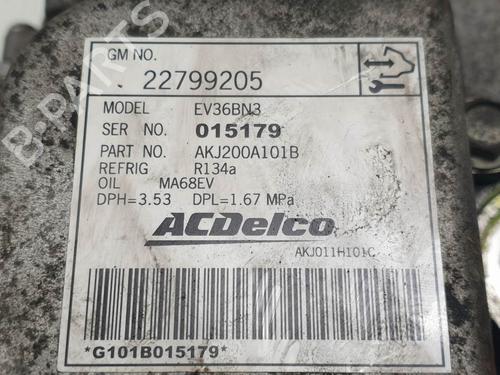 GM NO.
22799205
MODEL EV36BN3
SER NO. 015179
PART NO. AKJ200A101B
REFRIG R134a
OIL MA68EV
DPH=3.53 DPL=1.67 MPa
ACDelco
AKJ011H101C
*G101B015179*
B-PARTS